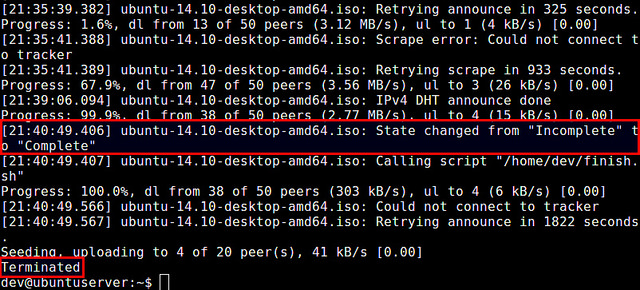 [21:35:39.382] ubuntu-14.10-desktop-amd64.iso: Retrying announce in 325 seconds.
Progress: 1.6%, dl from 13 of 50 peers (3.12 MB/s), ul to 1 (4 kB/s) [0.00]
[21:35:41.388] ubuntu-14.10-desktop-amd64.iso: Scrape error: Could not connect t
o tracker
[21:35:41.389] ubuntu-14.10-desktop-amd64.iso: Retrying scrape in 933 seconds.
Progress: 67.9%, dl from 47 of 50 peers (3.56 MB/s), ul to 3 (26 kB/s) [0.00]
[21:39:06.094] ubuntu-14.10-desktop-amd64.iso: IPv4 DHT announce done
Progress: 99.9%, dl from 38 of 50 peers (2.77 MB/s), ul to 4 (15 kB/s) [0.00]
[21:40:49.406] ubuntu-14.10-desktop-amd64.iso: State changed from "Incomplete" t
o "Complete"
[21:40:49.407] ubuntu-14.10-desktop-amd64.iso: Calling script "/home/dev/finish.
sh"
Progress: 100.0%, dl from 38 of 50 peers (303 kB/s), ul to 4 (6 kB/s) [0.00]
[21:40:49.566] ubuntu-14.10-desktop-amd64.iso: Could not connect to tracker
[21:40:49.567] ubuntu-14.10-desktop-amd64.iso: Retrying announce in 1822 seconds
.
Seeding, uploading to 4 of 20 peer(s), 41 kB/s [0.00]
Terminated
dev@ubuntuserver:~$